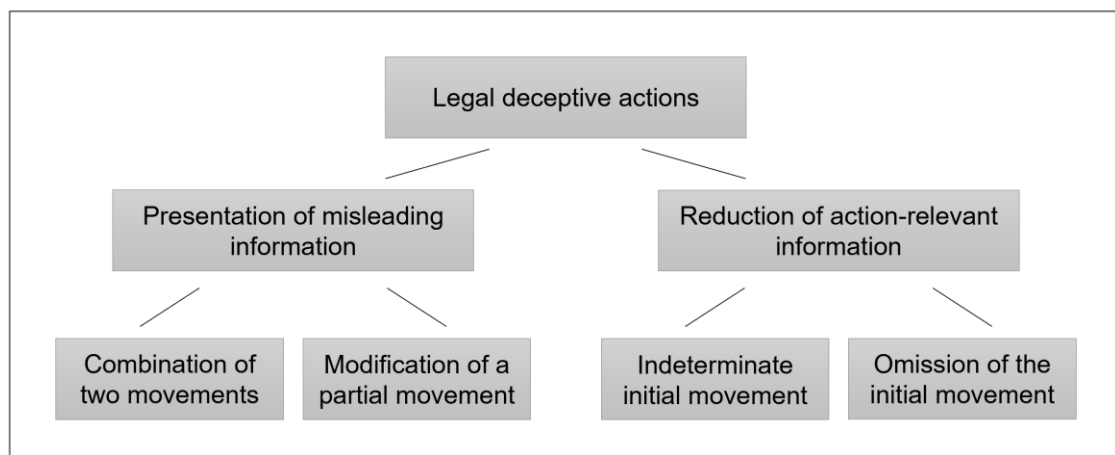 Legal deceptive actions
Presentation of misleading
information
Reduction of action-relevant
information
Combination of
two movements
Modification of a
partial movement
Indeterminate
initial movement
Omission of the
initial movement